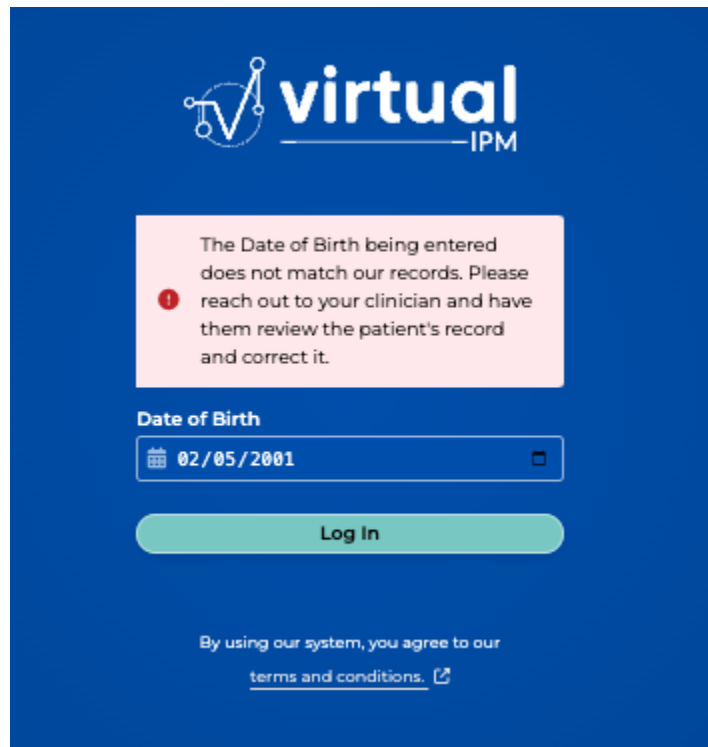 virtual
IPM
The Date of Birth being entered
does not match our records. Please
reach out to your clinician and have
them review the patient's record
and correct it.
Date of Birth
02/05/2001
Log In
By using our system, you agree to our
terms and conditions.